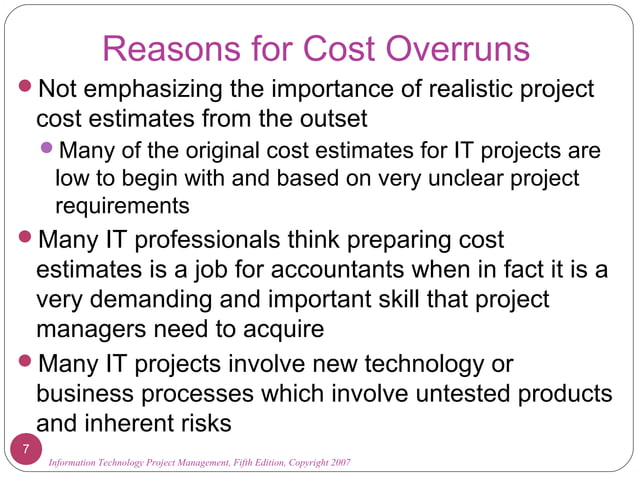 Reasons for Cost Overruns
Not emphasizing the importance of realistic project
cost estimates from the outset
Many of the original cost estimates for IT projects are
low to begin with and based on very unclear project
requirements
Many IT professionals think preparing cost
estimates is a job for accountants when in fact it is a
very demanding and important skill that project
managers need to acquire
Many IT projects involve new technology or
business processes which involve untested products
and inherent risks
7
Information Technology Project Management, Fifth Edition, Copyright 2007